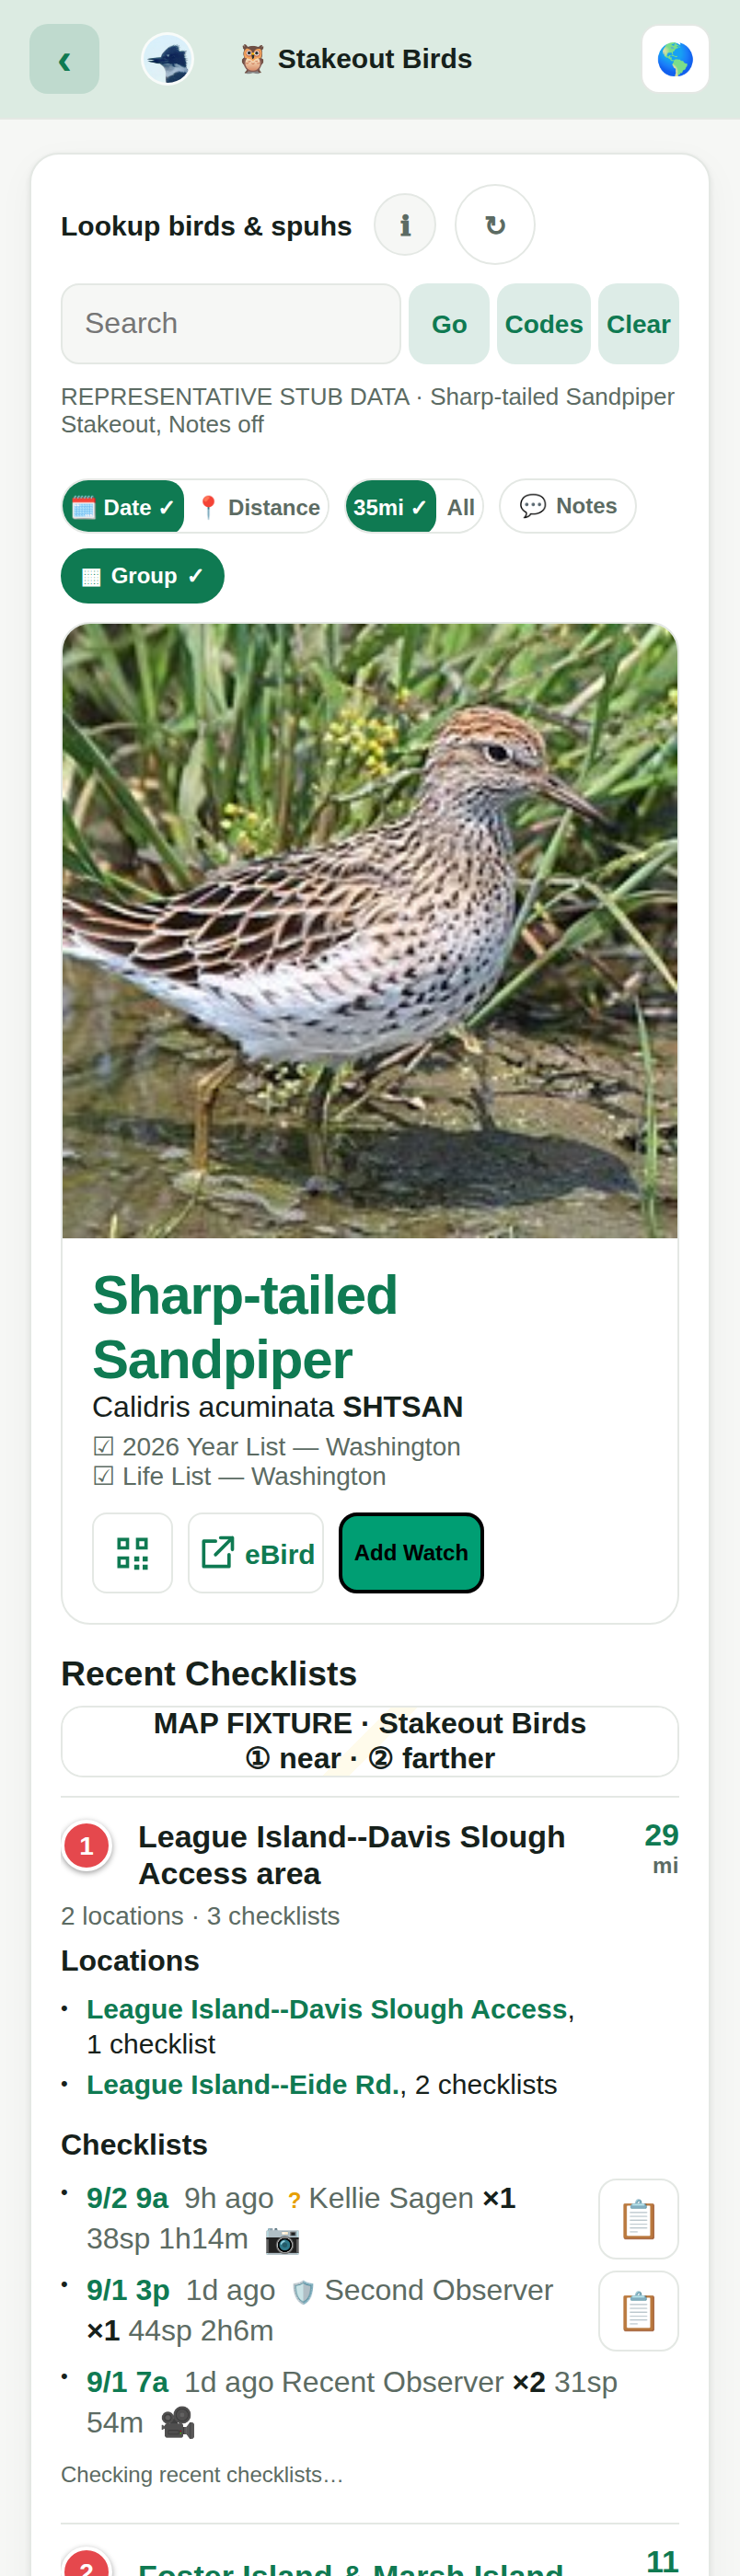 ‹ 🦉 Stakeout Birds 🌎
Lookup birds & spuhs ℹ ↻
Search Go Codes Clear
REPRESENTATIVE STUB DATA · Sharp-tailed Sandpiper
Stakeout, Notes off
🗓️ Date ✓ 📍 Distance 35mi ✓ All 💬 Notes
▦ Group ✓
Sharp-tailed
Sandpiper
Calidris acuminata SHTSAN
☑ 2026 Year List — Washington
☑ Life List — Washington
eBird Add Watch
Recent Checklists
MAP FIXTURE · Stakeout Birds
① near · ② farther
1 League Island--Davis Slough 29
Access area mi
2 locations · 3 checklists
Locations
• League Island--Davis Slough Access,
1 checklist
• League Island--Eide Rd., 2 checklists
Checklists
• 9/2 9a 9h ago ? Kellie Sagen ×1 📋
38sp 1h14m 📷
• 9/1 3p 1d ago 🛡️ Second Observer 📋
×1 44sp 2h6m
• 9/1 7a 1d ago Recent Observer ×2 31sp
54m 🎥
Checking recent checklists…
2 Foster Island & Marsh Island 11